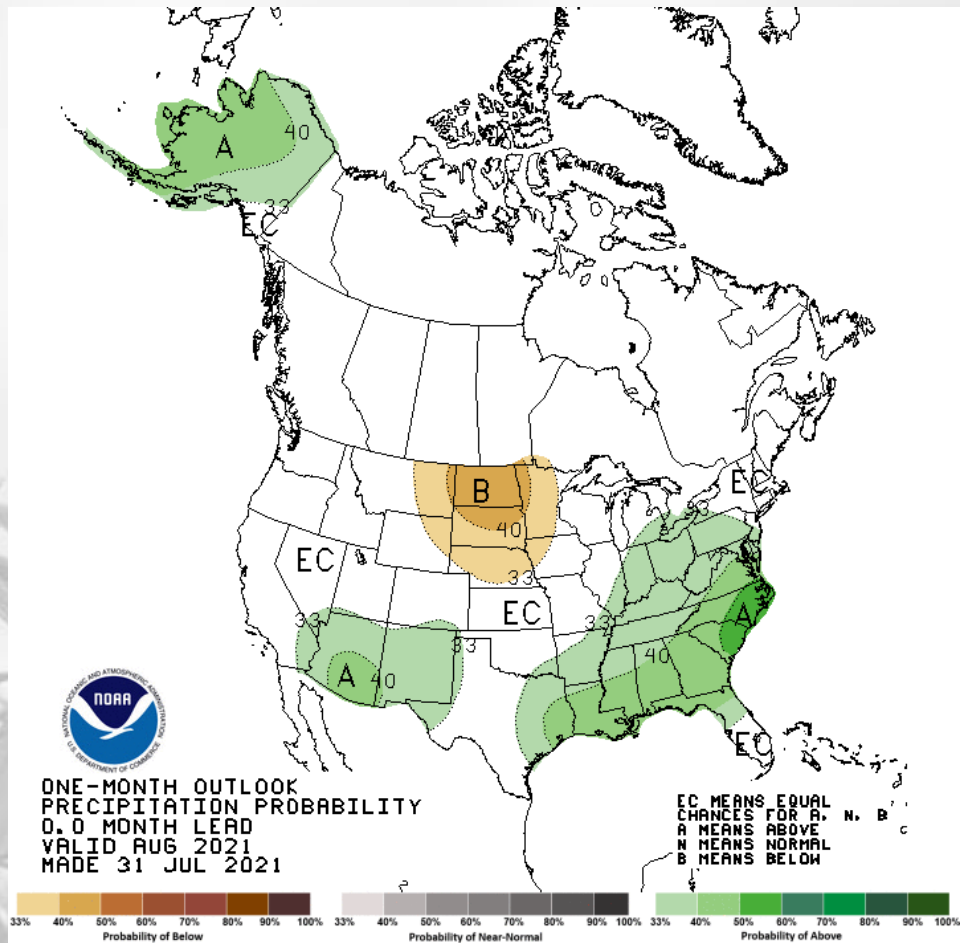 A
40
33
EC
B
40
33
EC
33
EC
EC
33
33
A
40
33
33
A
40
EC
NATIONAL OCEANIC AND ATMOSPHERIC ADMINISTRATION
NOAA
U.S. DEPARTMENT OF COMMERCE
ONE-MONTH OUTLOOK
PRECIPITATION PROBABILITY
0.0 MONTH LEAD
VALID AUG 2021
MADE 31 JUL 2021
EC MEANS EQUAL
CHANCES FOR A, N, B
A MEANS ABOVE
N MEANS NORMAL
B MEANS BELOW
33% 40% 50% 60% 70% 80% 90% 100%
Probability of Below
33% 40% 50% 60% 70% 80% 90% 100%
Probability of Near-Normal
33% 40% 50% 60% 70% 80% 90% 100%
Probability of Above